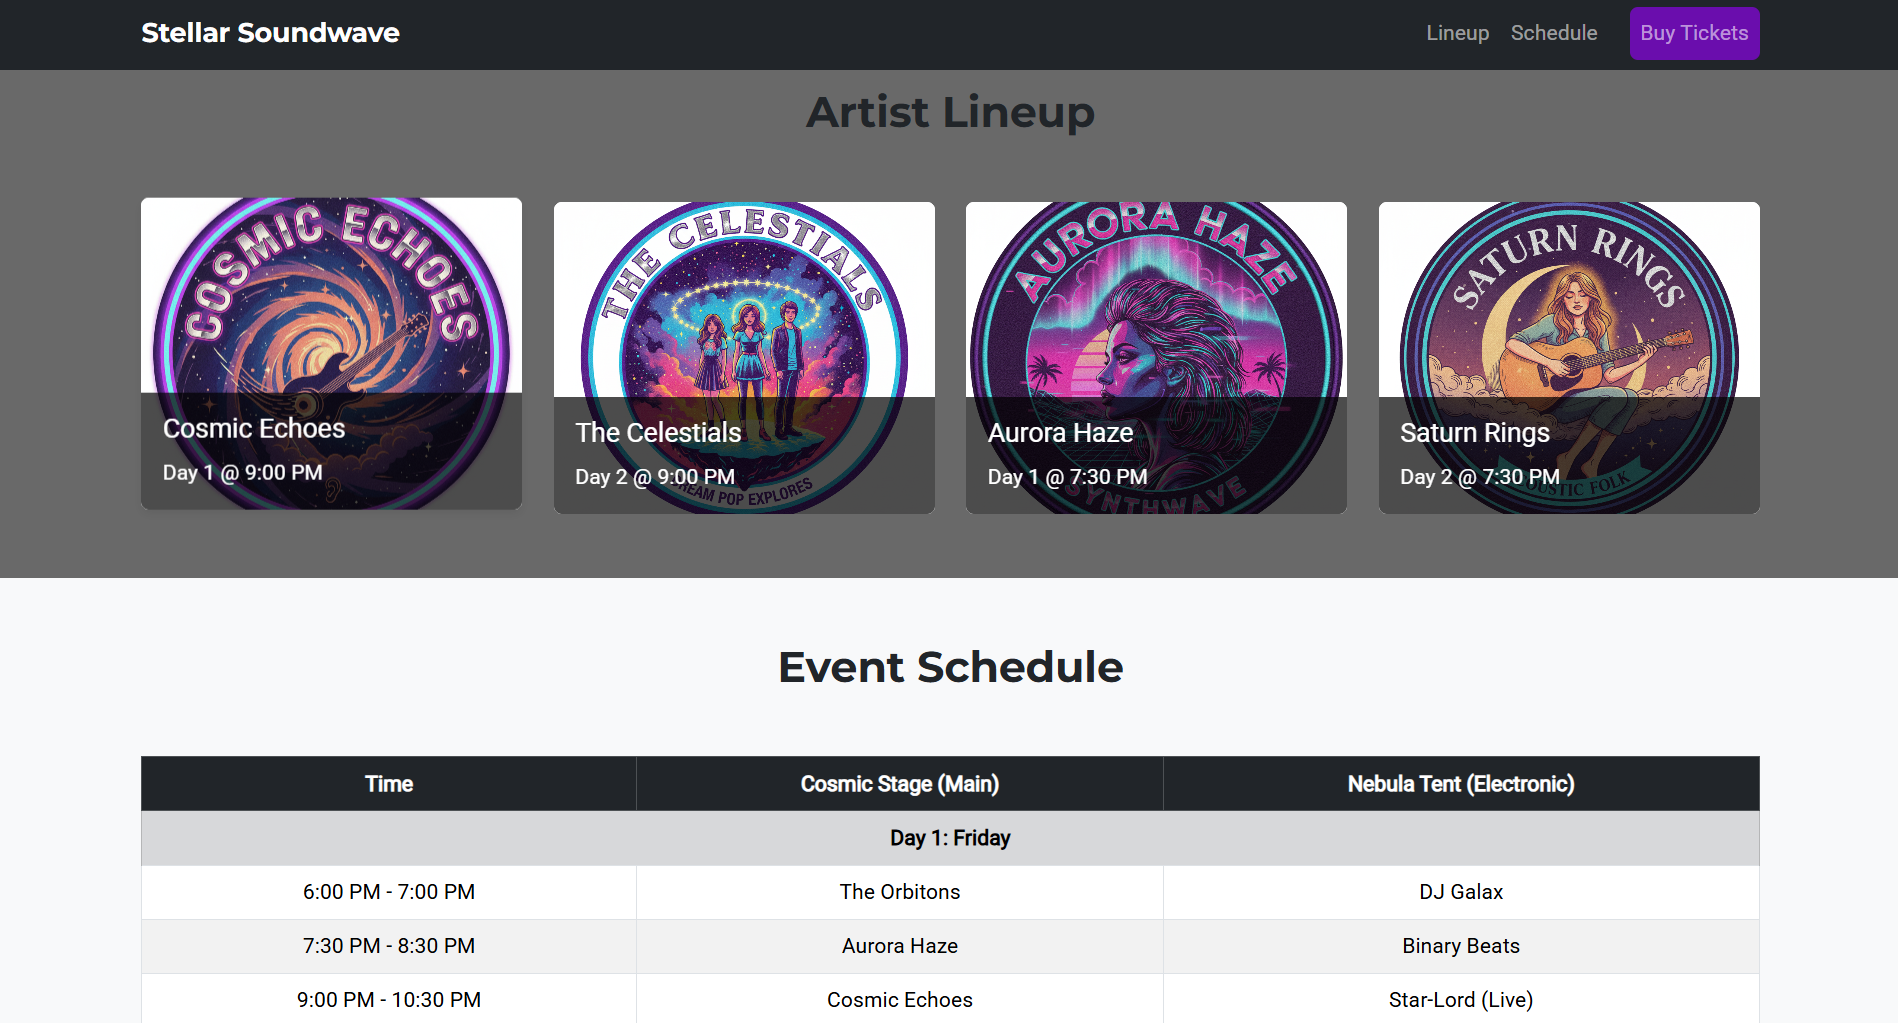 Stellar Soundwave
Lineup Schedule Buy Tickets
Artist Lineup
COSMIC ECHOES
Cosmic Echoes
Day 1 @ 9:00 PM
THE CELESTIALS
The Celestials
Day 2 @ 9:00 PM
POP EXPLORES
AURORA HAZE
Aurora Haze
Day 1 @ 7:30 PM
SYNTHWAVE
SATURN RINGS
Saturn Rings
Day 2 @ 7:30 PM
FOLK
Event Schedule
Time Cosmic Stage (Main) Nebula Tent (Electronic)
Day 1: Friday
6:00 PM - 7:00 PM The Orbitons DJ Galax
7:30 PM - 8:30 PM Aurora Haze Binary Beats
9:00 PM - 10:30 PM Cosmic Echoes Star-Lord (Live)